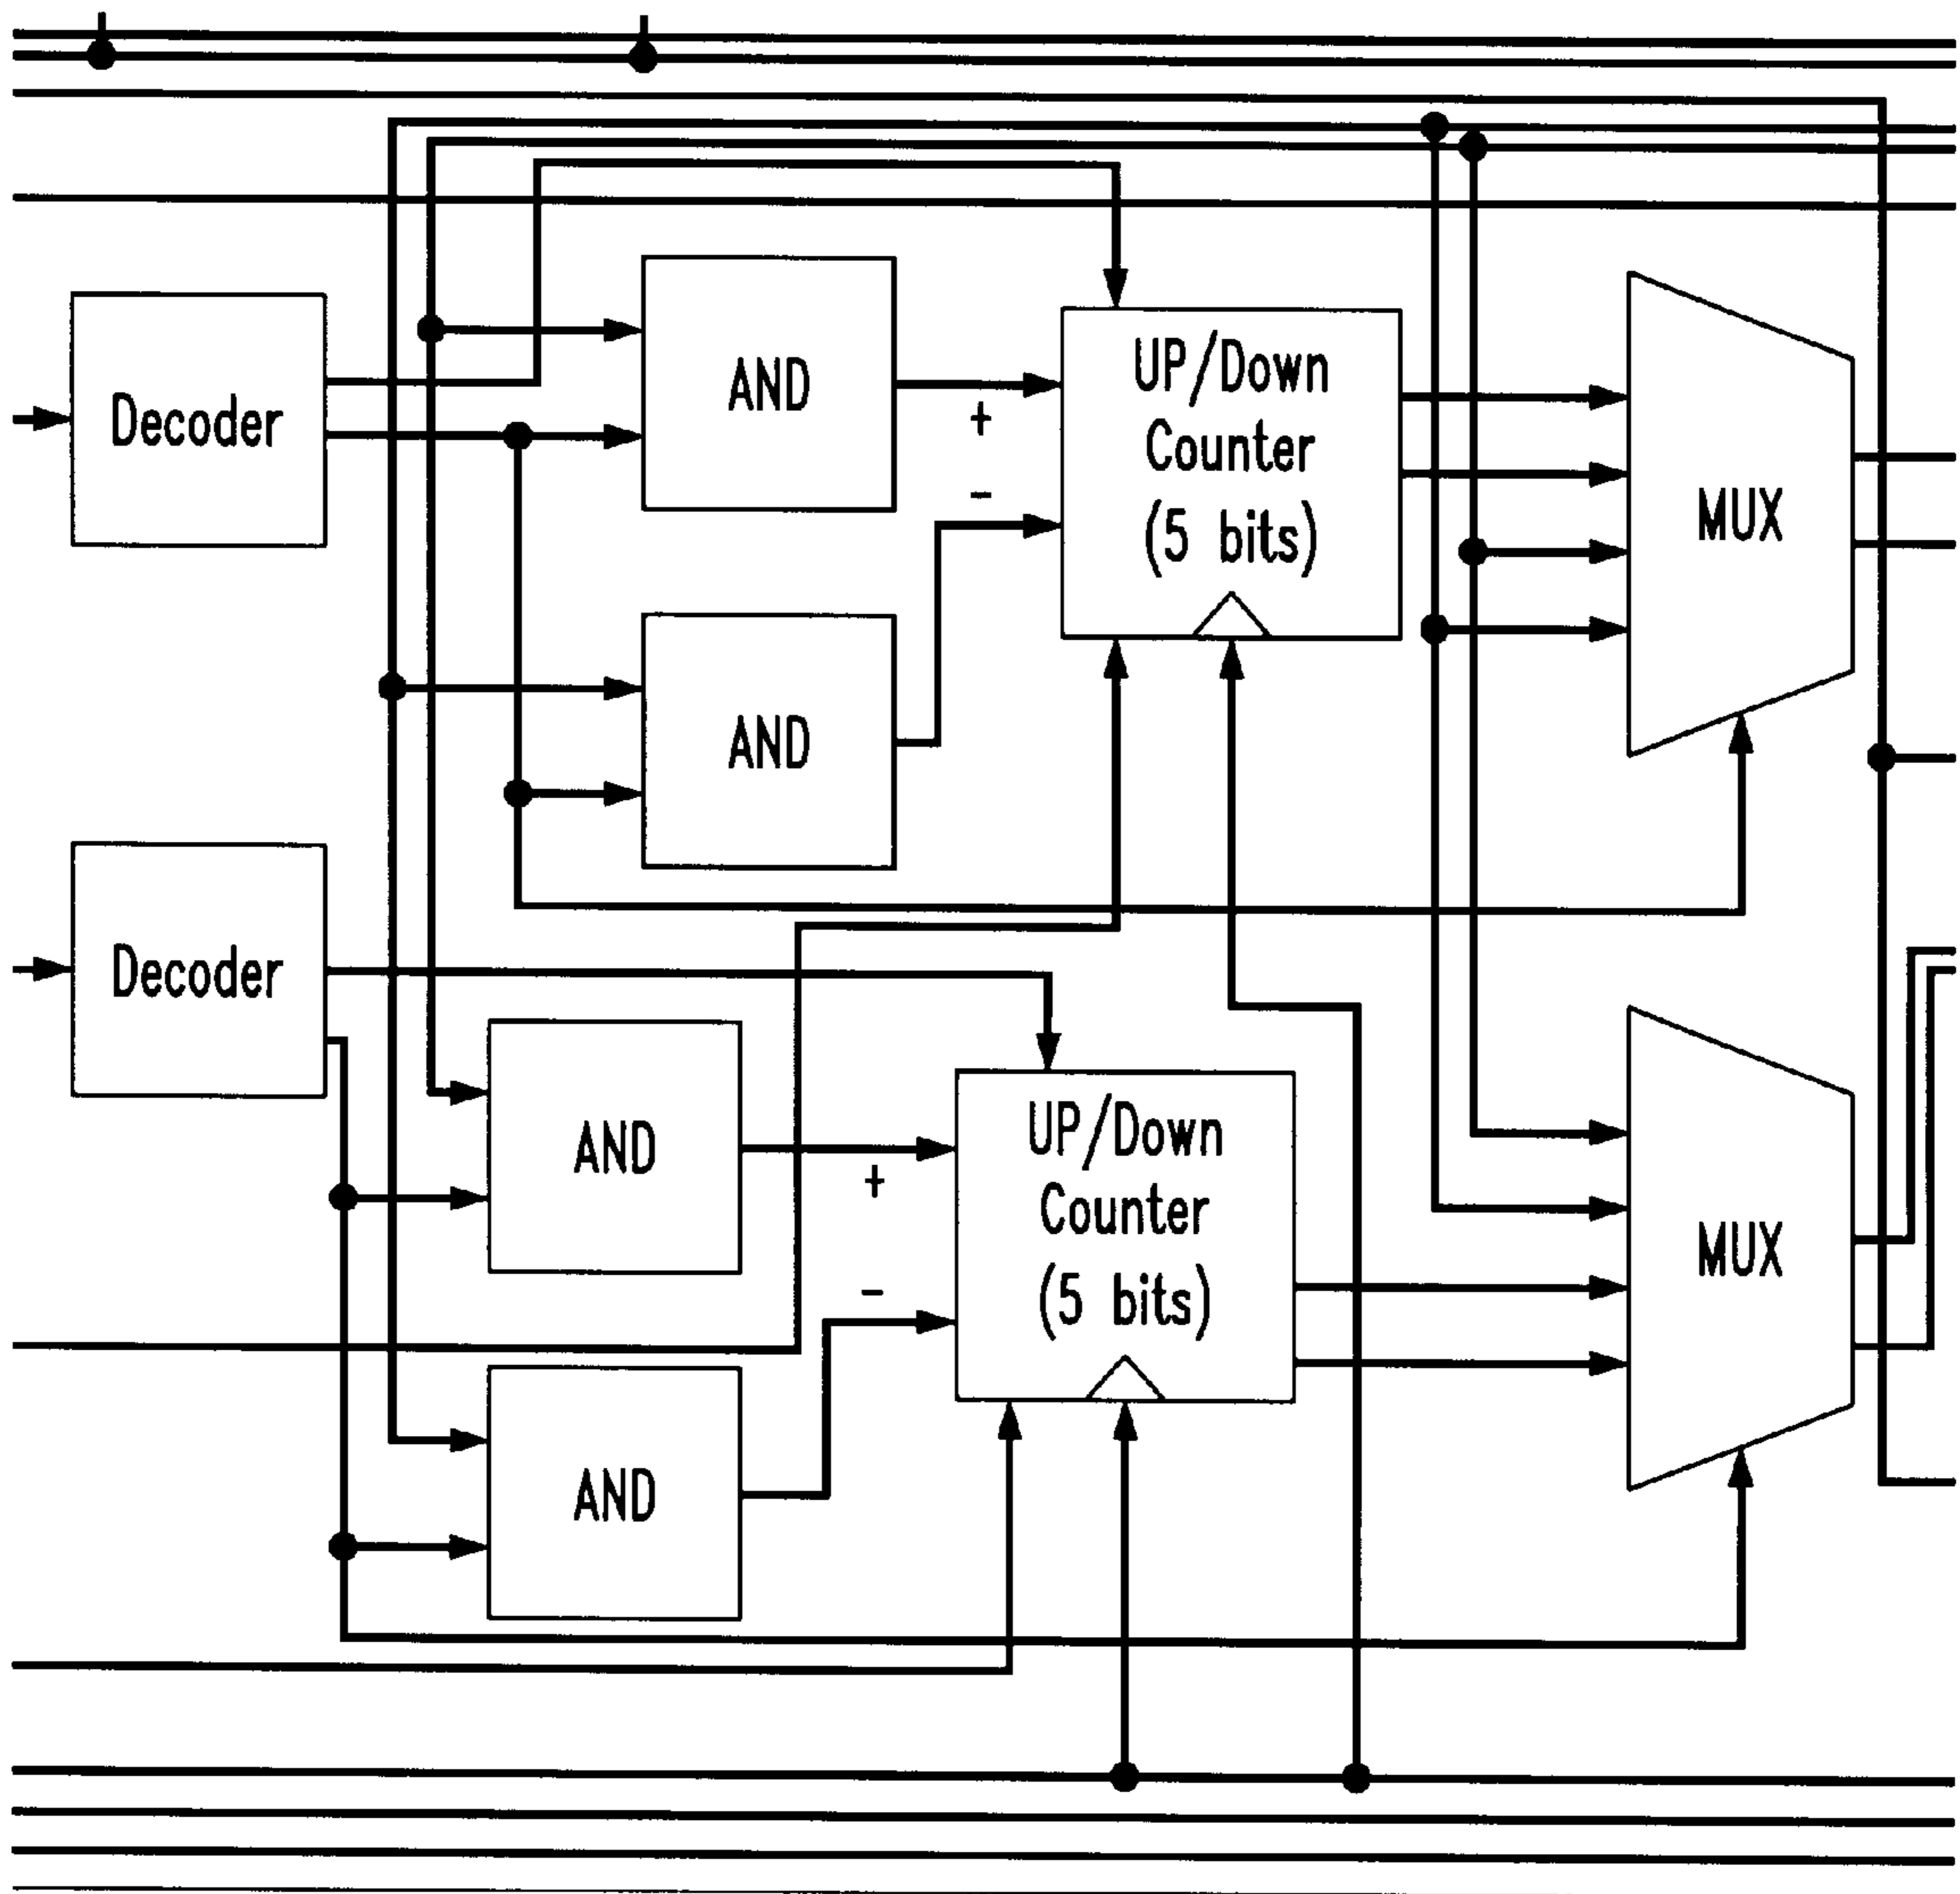 AND
UP/Down
Counter
(5 bits)
+
-
Decoder
MUX
AND
Decoder
AND
UP/Down
Counter
(5 bits)
+
-
MUX
AND